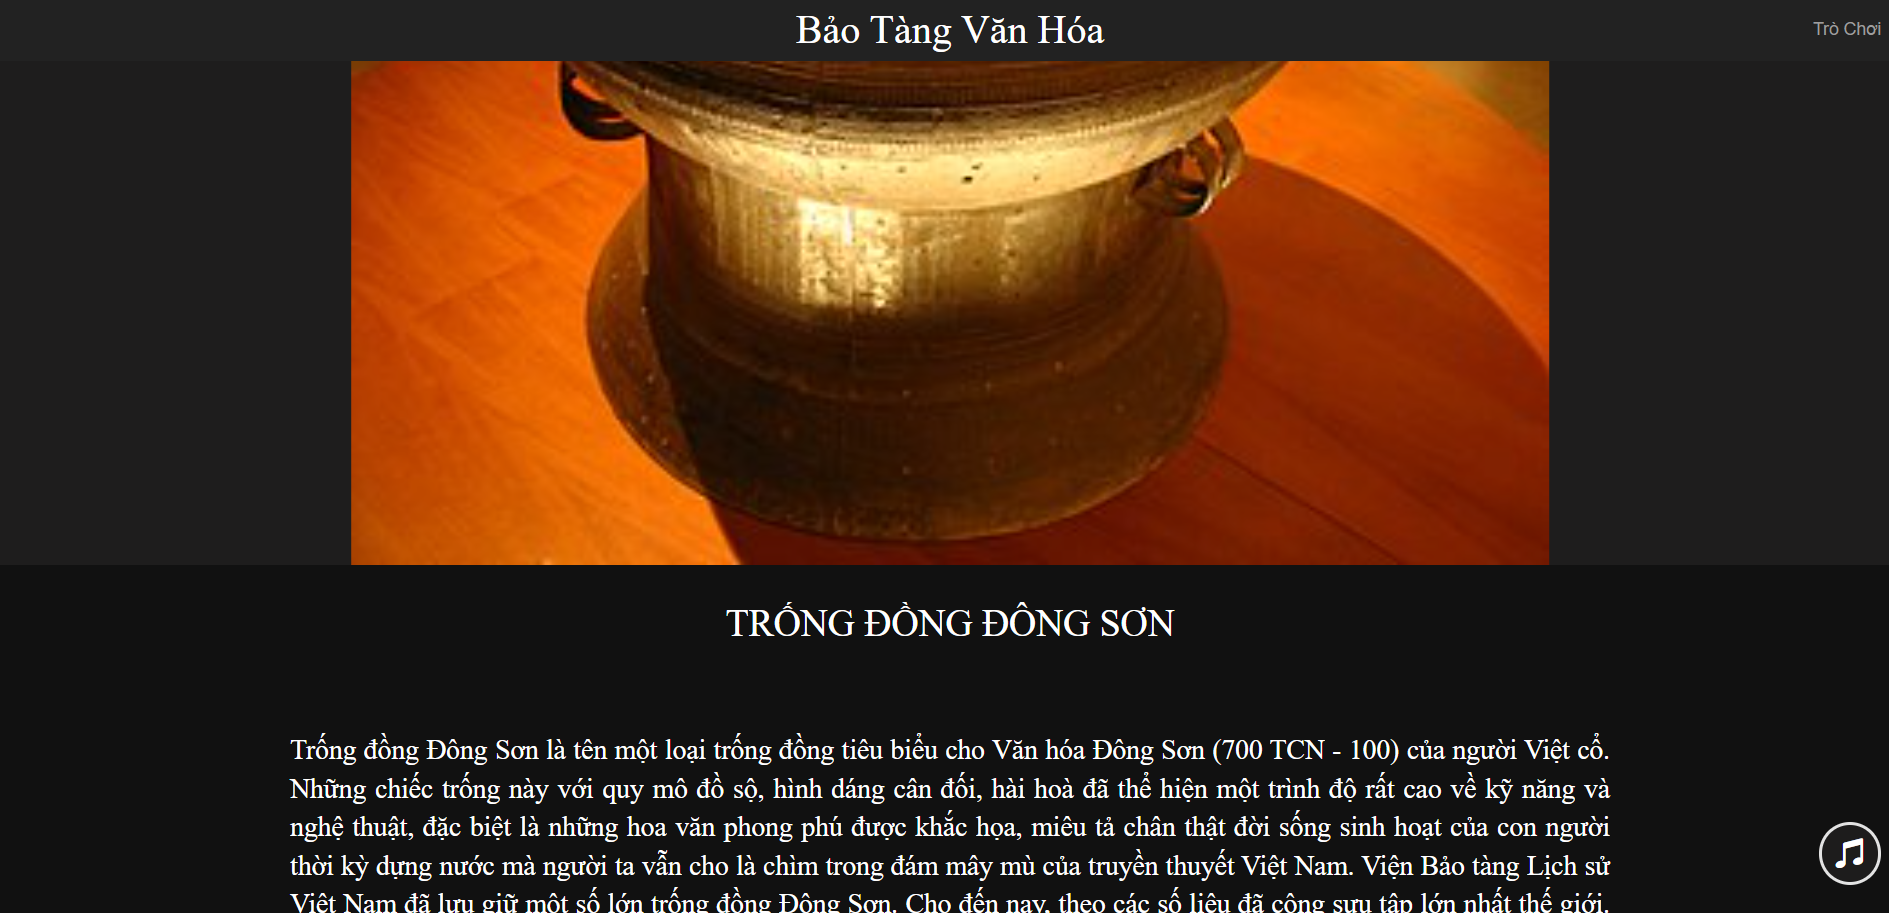 Bảo Tàng Văn Hóa
Trò Chơi
TRỐNG ĐỒNG ĐÔNG SƠN
Trống đồng Đông Sơn là tên một loại trống đồng tiêu biểu cho Văn hóa Đông Sơn (700 TCN - 100) của người Việt cổ.
Những chiếc trống này với quy mô đồ sộ, hình dáng cân đối, hài hoà đã thể hiện một trình độ rất cao về kỹ năng và
nghệ thuật, đặc biệt là những hoa văn phong phú được khắc họa, miêu tả chân thật đời sống sinh hoạt của con người
thời kỳ dựng nước mà người ta vẫn cho là chìm trong đám mây mù của truyền thuyết Việt Nam. Viện Bảo tàng Lịch sử
Việt Nam đã lưu giữ một số lớn trống đồng Đông Sơn. Cho đến nay, theo các số liệu đã công sưu tập lớn nhất thế giới.